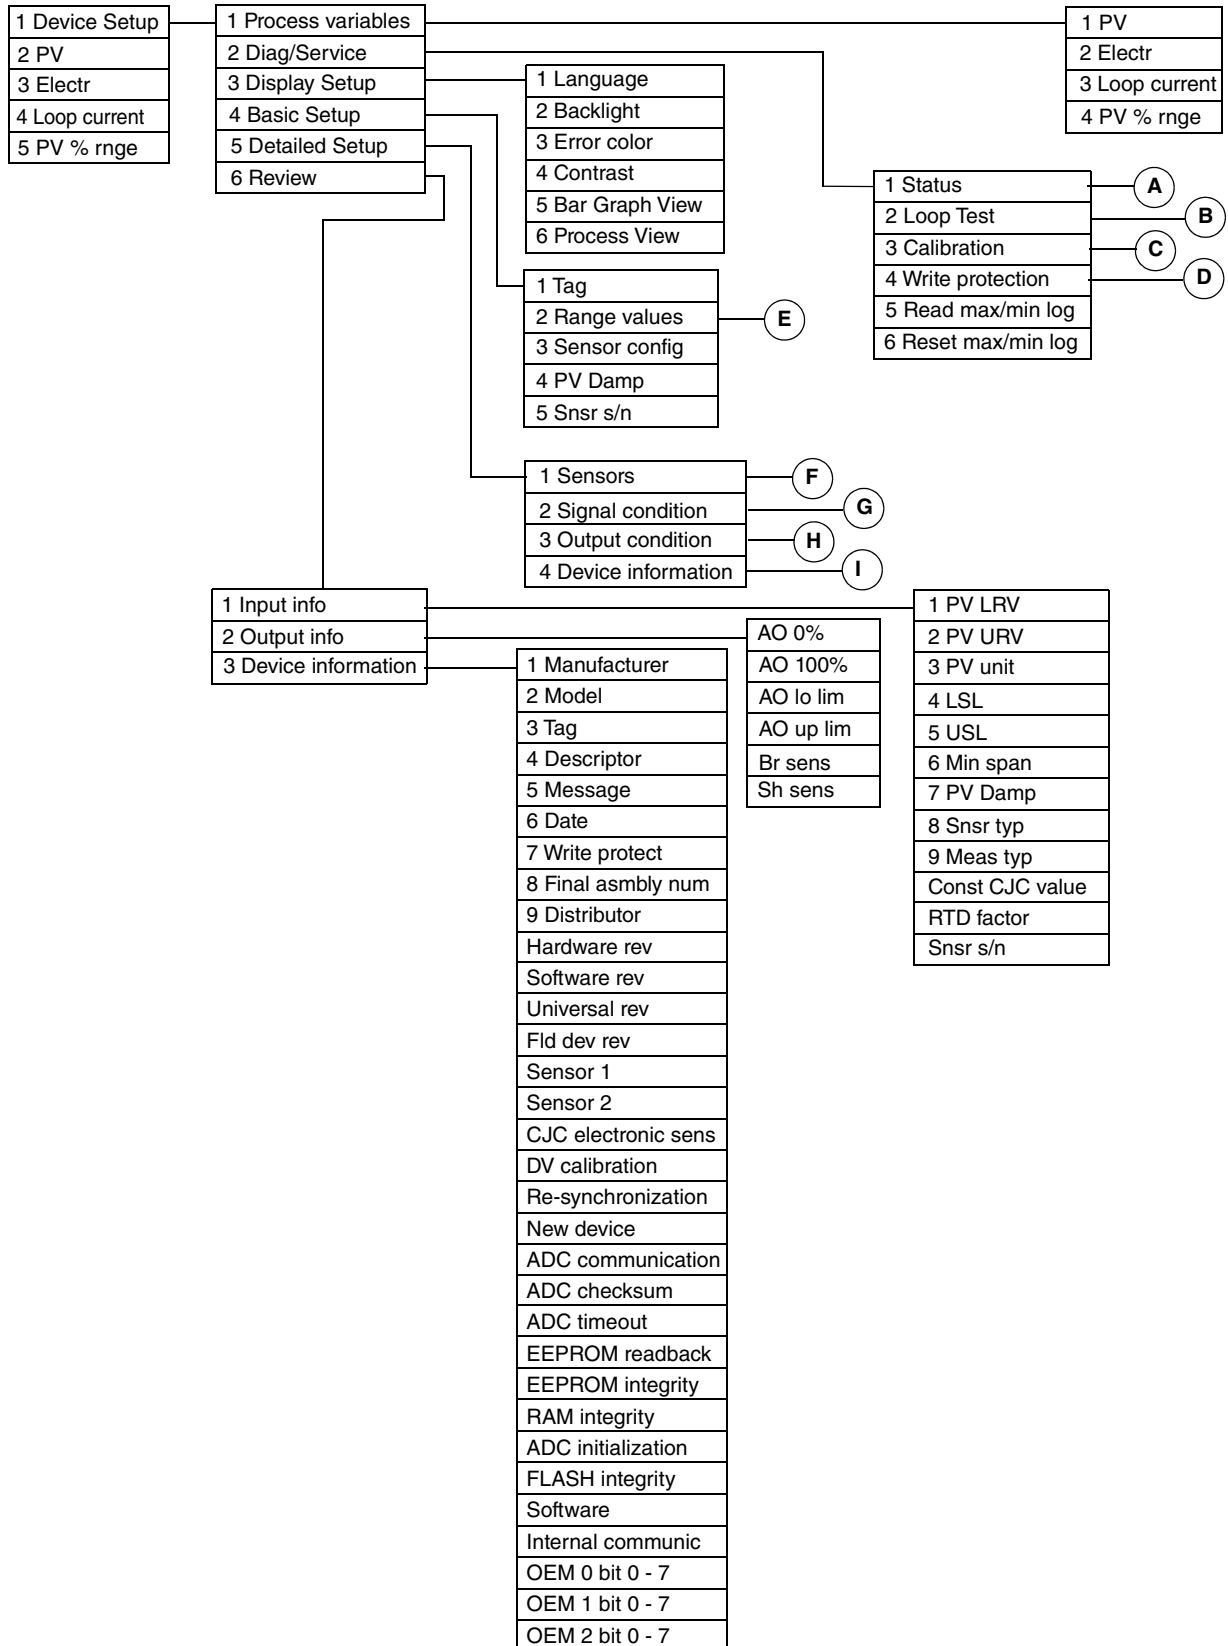 1 Device Setup
2 PV
3 Electr
4 Loop current
5 PV % rnge
1 Process variables
2 Diag/Service
3 Display Setup
4 Basic Setup
5 Detailed Setup
6 Review
1 PV
2 Electr
3 Loop current
4 PV % rnge
1 Language
2 Backlight
3 Error color
4 Contrast
5 Bar Graph View
6 Process View
1 Status
2 Loop Test
3 Calibration
4 Write protection
5 Read max/min log
6 Reset max/min log
A
B
C
D
1 Tag
2 Range values
3 Sensor config
4 PV Damp
5 Snsr s/n
E
1 Sensors
2 Signal condition
3 Output condition
4 Device information
F
G
H
I
1 Input info
2 Output info
3 Device information
1 Manufacturer
2 Model
3 Tag
4 Descriptor
5 Message
6 Date
7 Write protect
8 Final asmbly num
9 Distributor
Hardware rev
Software rev
Universal rev
Fld dev rev
Sensor 1
Sensor 2
CJC electronic sens
DV calibration
Re-synchronization
New device
ADC communication
ADC checksum
ADC timeout
EEPROM readback
EEPROM integrity
RAM integrity
ADC initialization
FLASH integrity
Software
Internal communic
OEM 0 bit 0 - 7
OEM 1 bit 0 - 7
OEM 2 bit 0 - 7
AO 0%
AO 100%
AO lo lim
AO up lim
Br sens
Sh sens
1 PV LRV
2 PV URV
3 PV unit
4 LSL
5 USL
6 Min span
7 PV Damp
8 Snsr typ
9 Meas typ
Const CJC value
RTD factor
Snsr s/n